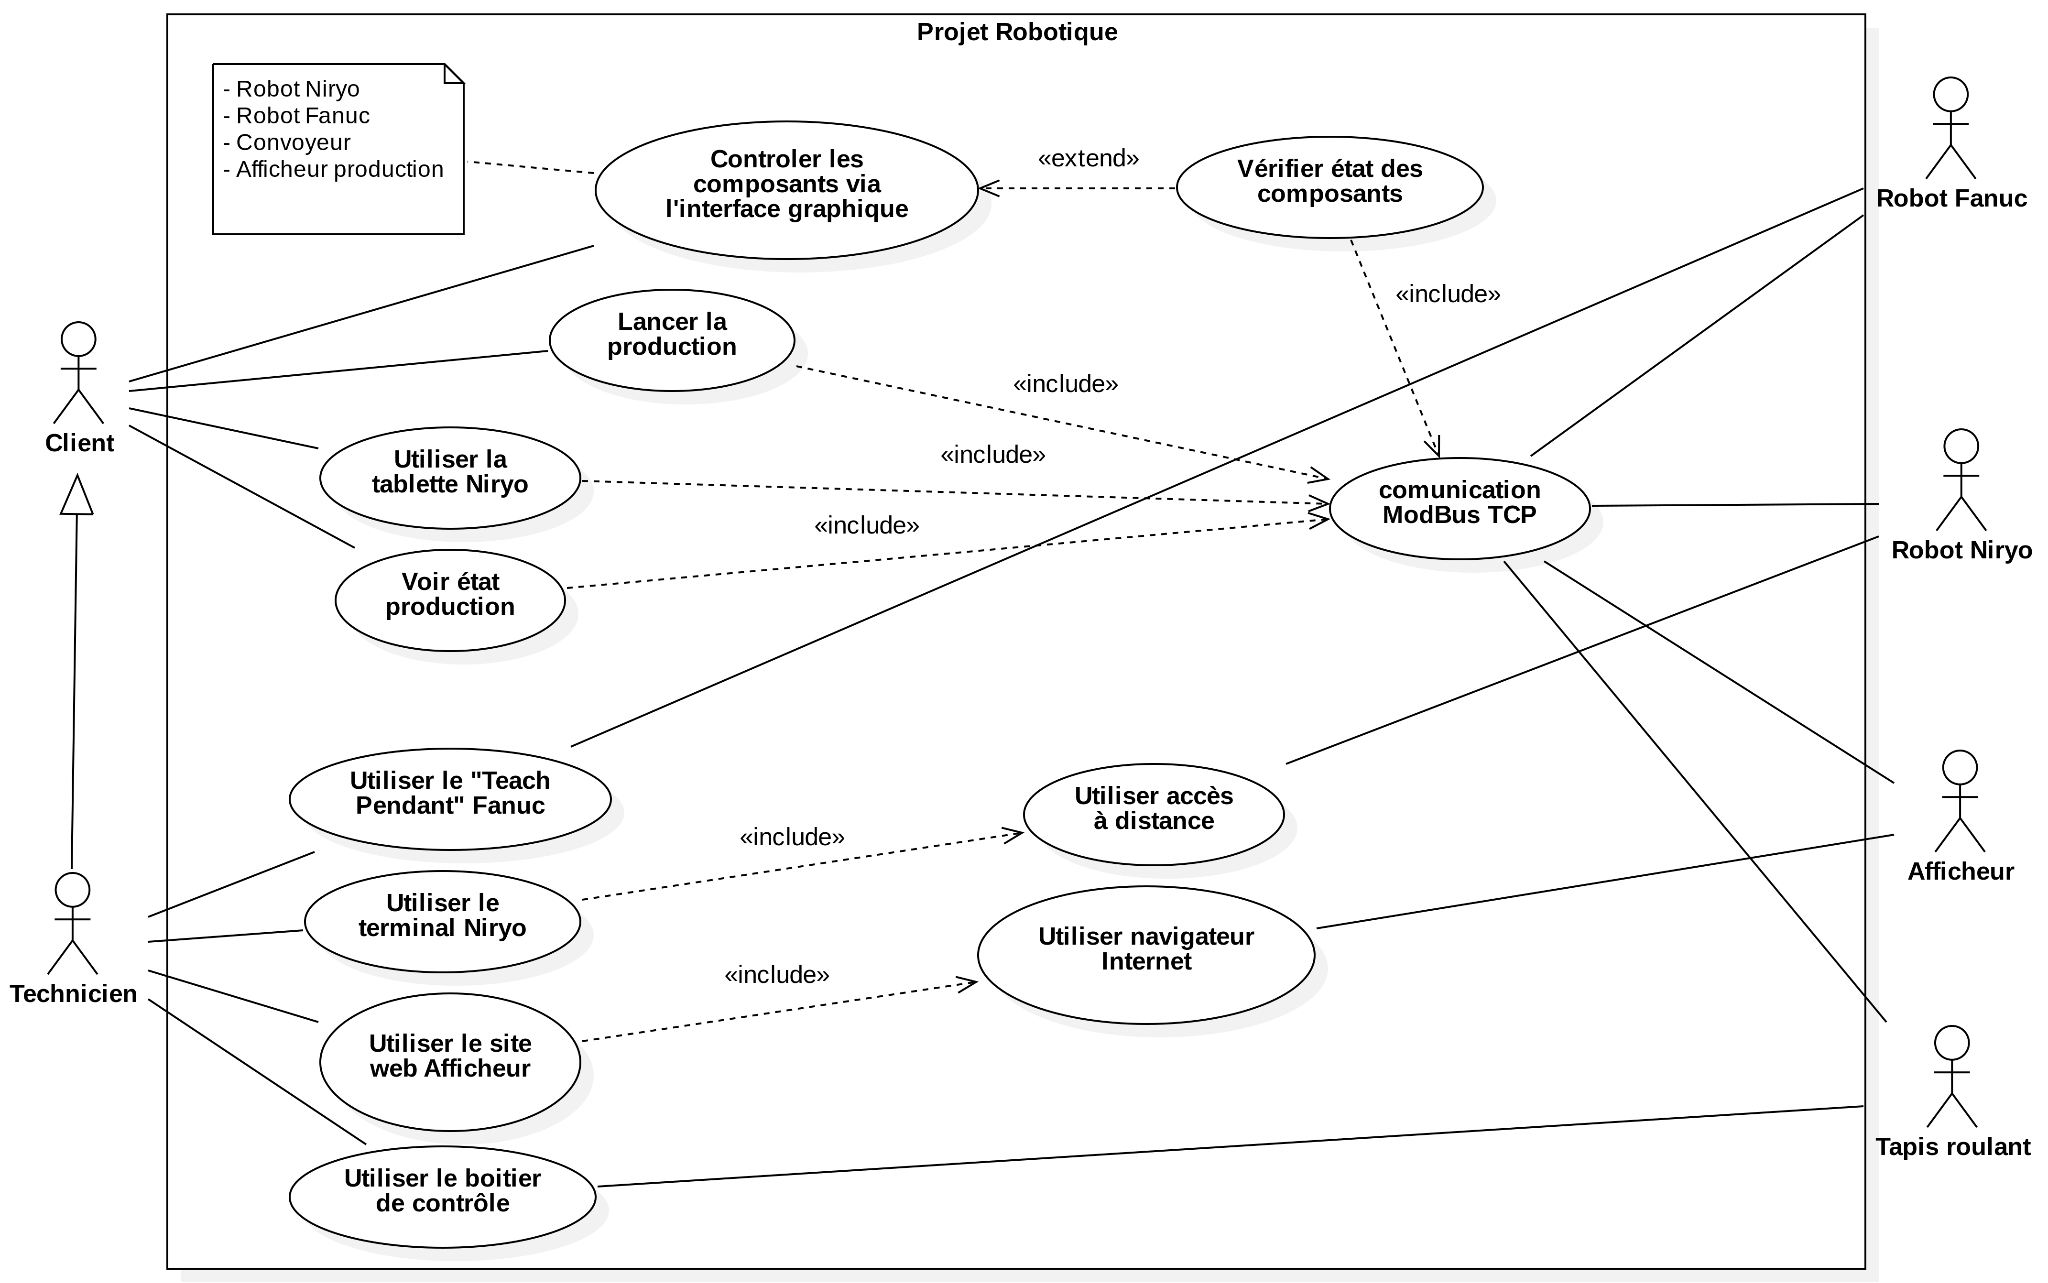 Projet Robotique
- Robot Niryo
- Robot Fanuc
- Convoyeur
- Afficheur production
Controler les
composants via
l'interface graphique
«extend»
Vérifier état des
composants
Robot Fanuc
«include»
Lancer la
production
«include»
Client
Utiliser la
tablette Niryo
«include»
comunication
ModBus TCP
Robot Niryo
«include»
Voir état
production
Utiliser le "Teach
Pendant" Fanuc
Utiliser accès
à distance
«include»
Afficheur
Utiliser le
terminal Niryo
Utiliser navigateur
Internet
«include»
Technicien
Utiliser le site
web Afficheur
Tapis roulant
Utiliser le boitier
de contrôle